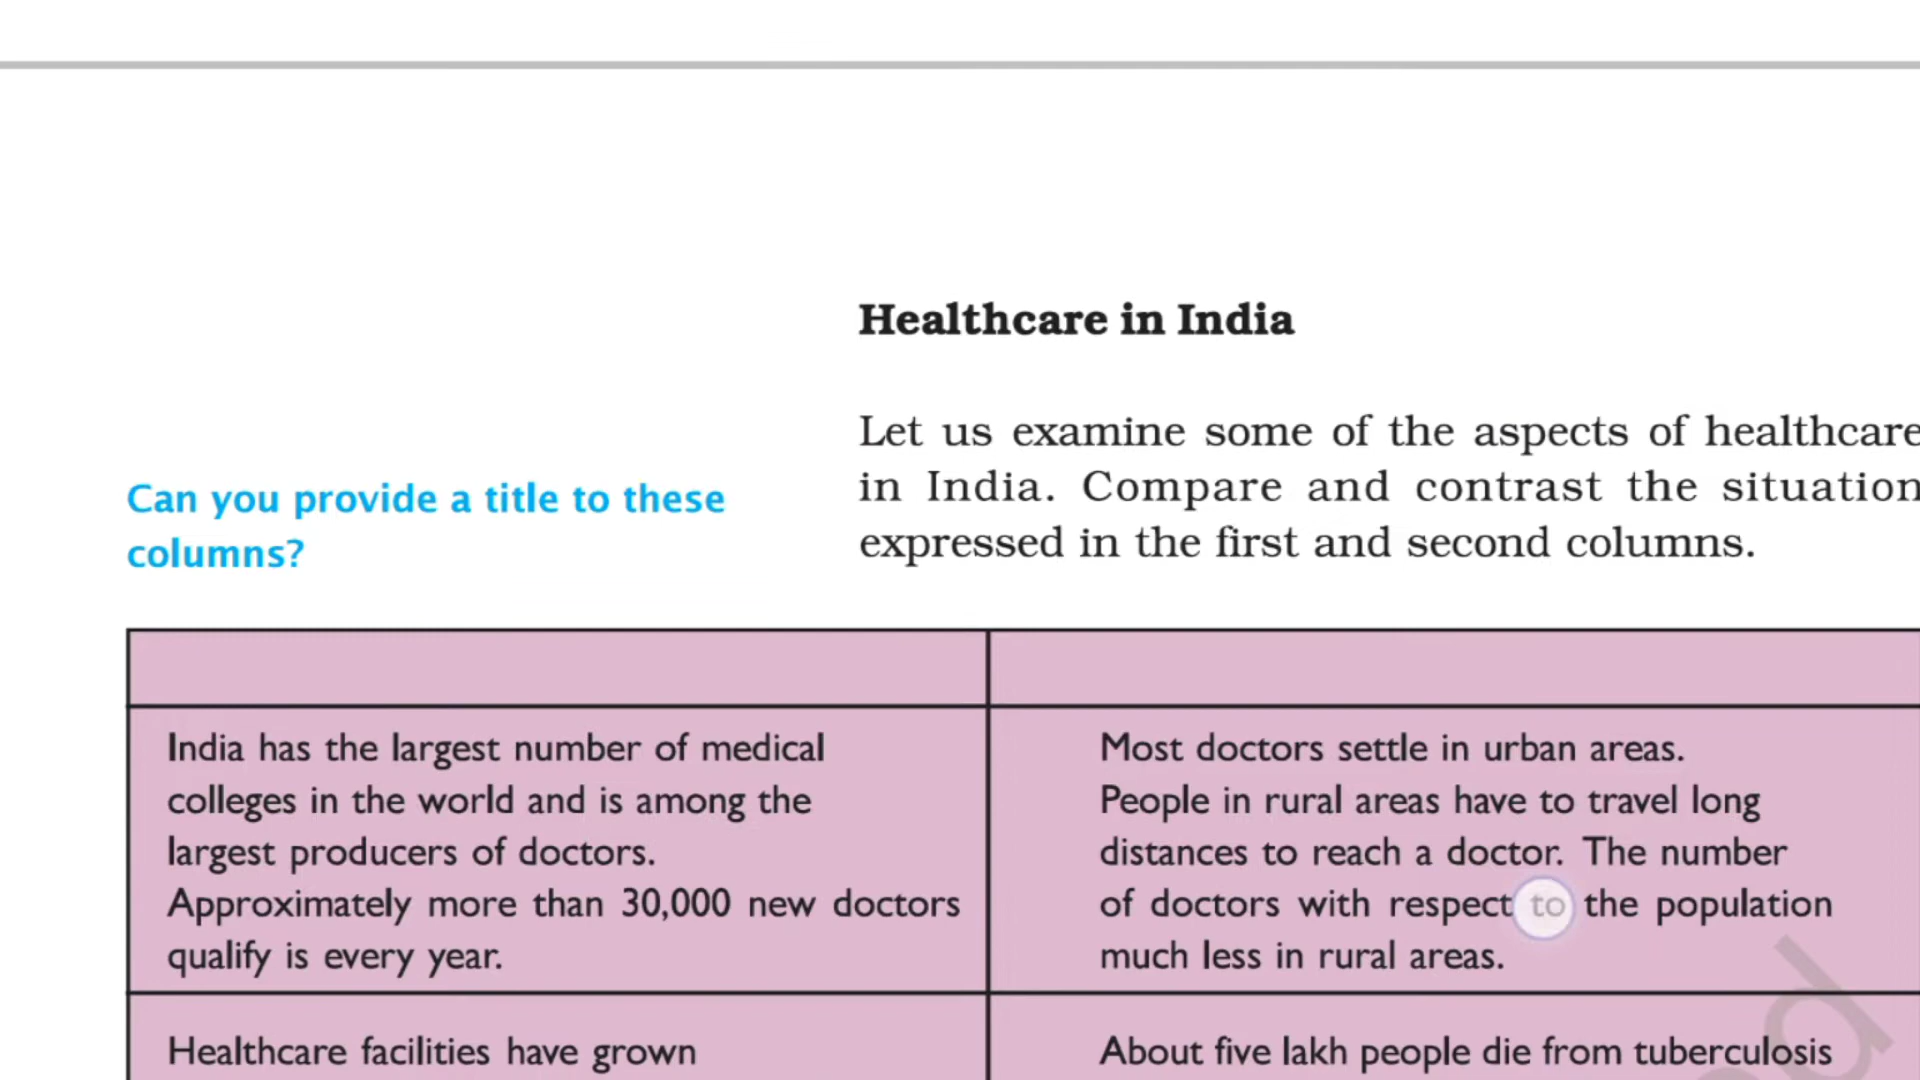 Healthcare in India
Let us examine some of the aspects of healthcare
in India. Compare and contrast the situation
expressed in the first and second columns.
Can you provide a title to these
columns?
India has the largest number of medical
colleges in the world and is among the
largest producers of doctors.
Approximately more than 30,000 new doctors
qualify is every year.
Most doctors settle in urban areas.
People in rural areas have to travel long
distances to reach a doctor. The number
of doctors with respect to the population
much less in rural areas.
Healthcare facilities have grown
About five lakh people die from tuberculosis